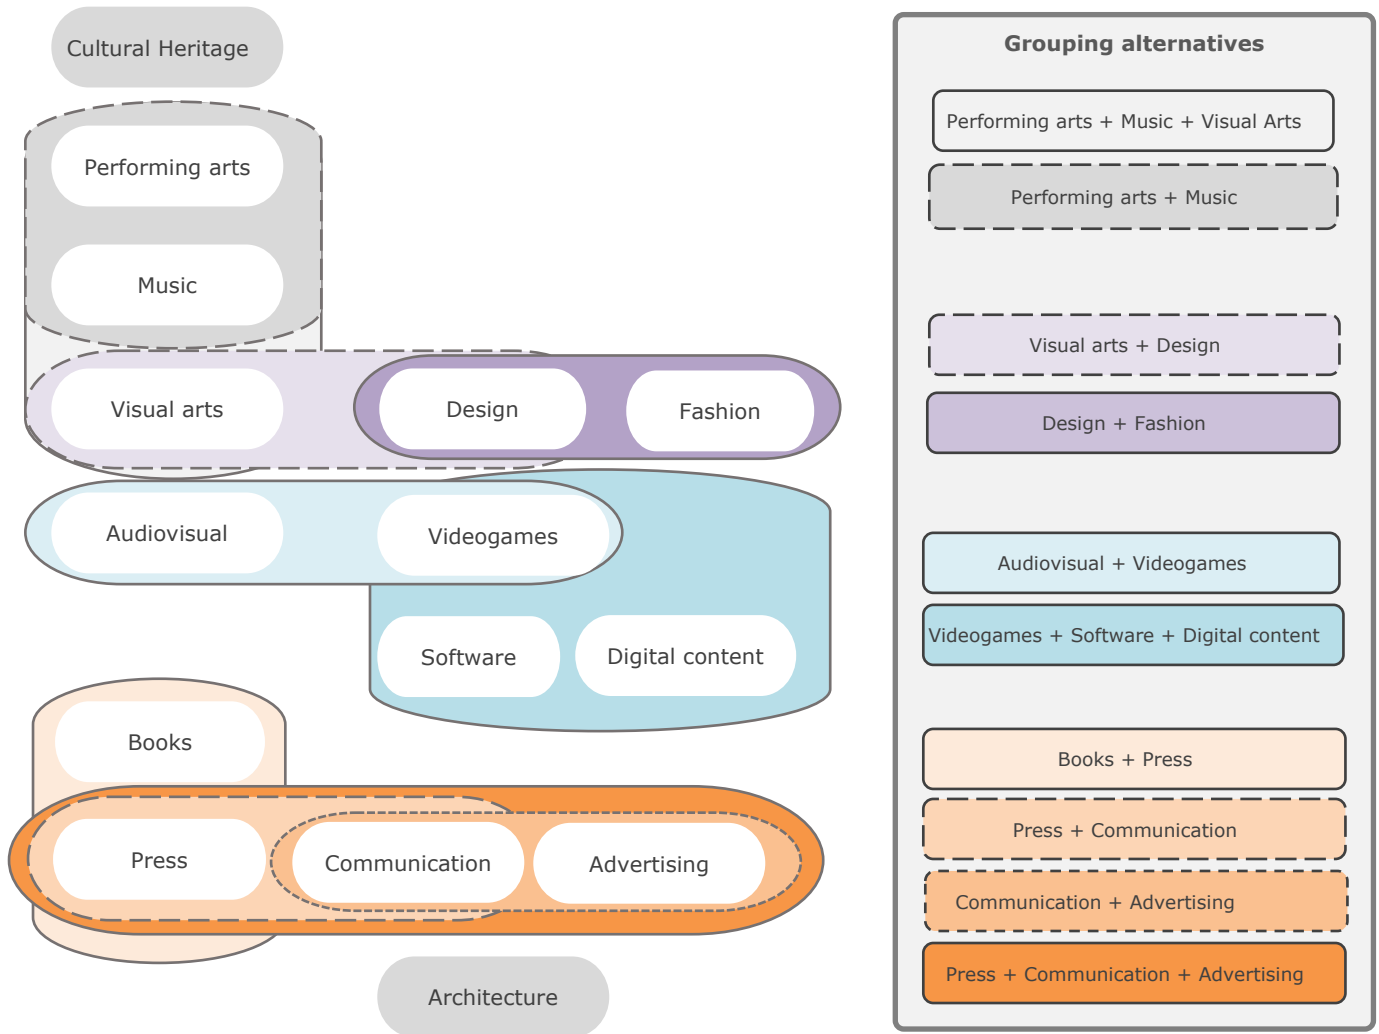 Cultural Heritage
Performing arts
Music
Visual arts
Design
Fashion
Audiovisual
Videogames
Software
Digital content
Books
Press
Communication
Advertising
Architecture
Grouping alternatives
Performing arts + Music + Visual Arts
Performing arts + Music
Visual arts + Design
Design + Fashion
Audiovisual + Videogames
Videogames + Software + Digital content
Books + Press
Press + Communication
Communication + Advertising
Press + Communication + Advertising